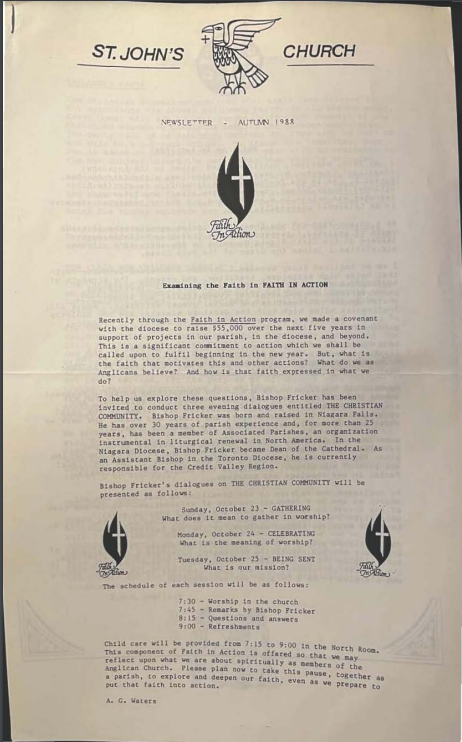 ST. JOHN'S CHURCH
NEWSLETTER - AUTUMN 1988
Faith
In Action
Examining the Faith in FAITH IN ACTION
Recently through the Faith in Action program, we made a covenant
with the diocese to raise $55,000 over the next five years in
support of projects in our parish, in the diocese, and beyond.
This is a significant commitment to action which we shall be
called upon to fulfil beginning in the new year. But, what is
the faith that motivates this and other actions? What do we as
Anglicans believe? And how is that faith expressed in what we
do?
To help us explore these questions, Bishop Fricker has been
invited to conduct three evening dialogues entitled THE CHRISTIAN
COMMUNITY. Bishop Fricker was born and raised in Niagara Falls.
He has over 30 years of parish experience and, for more than 25
years, has been a member of Associated Parishes, an organization
instrumental in liturgical renewal in North America. In the
Niagara Diocese, Bishop Fricker became Dean of the Cathedral. As
an Assistant Bishop in the Toronto Diocese, he is currently
responsible for the Credit Valley Region.
Bishop Fricker's dialogues on THE CHRISTIAN COMMUNITY will be
presented as follows:
Sunday, October 23 - GATHERING
What does it mean to gather in worship?
Monday, October 24 - CELEBRATING
What is the meaning of worship?
Tuesday, October 25 - BEING SENT
What is our mission?
Faith
In Action
Faith
In Action
The schedule of each session will be as follows:
7:30 - Worship in the church
7:45 - Remarks by Bishop Fricker
8:15 - Questions and answers
9:00 - Refreshments
Child care will be provided from 7:15 to 9:00 in the North Room.
This component of Faith in Action is offered so that we may
reflect upon what we are about spiritually as members of the
Anglican Church. Please plan now to take this pause, together as
a parish, to explore and deepen our faith, even as we prepare to
put that faith into action.
A. G. Waters